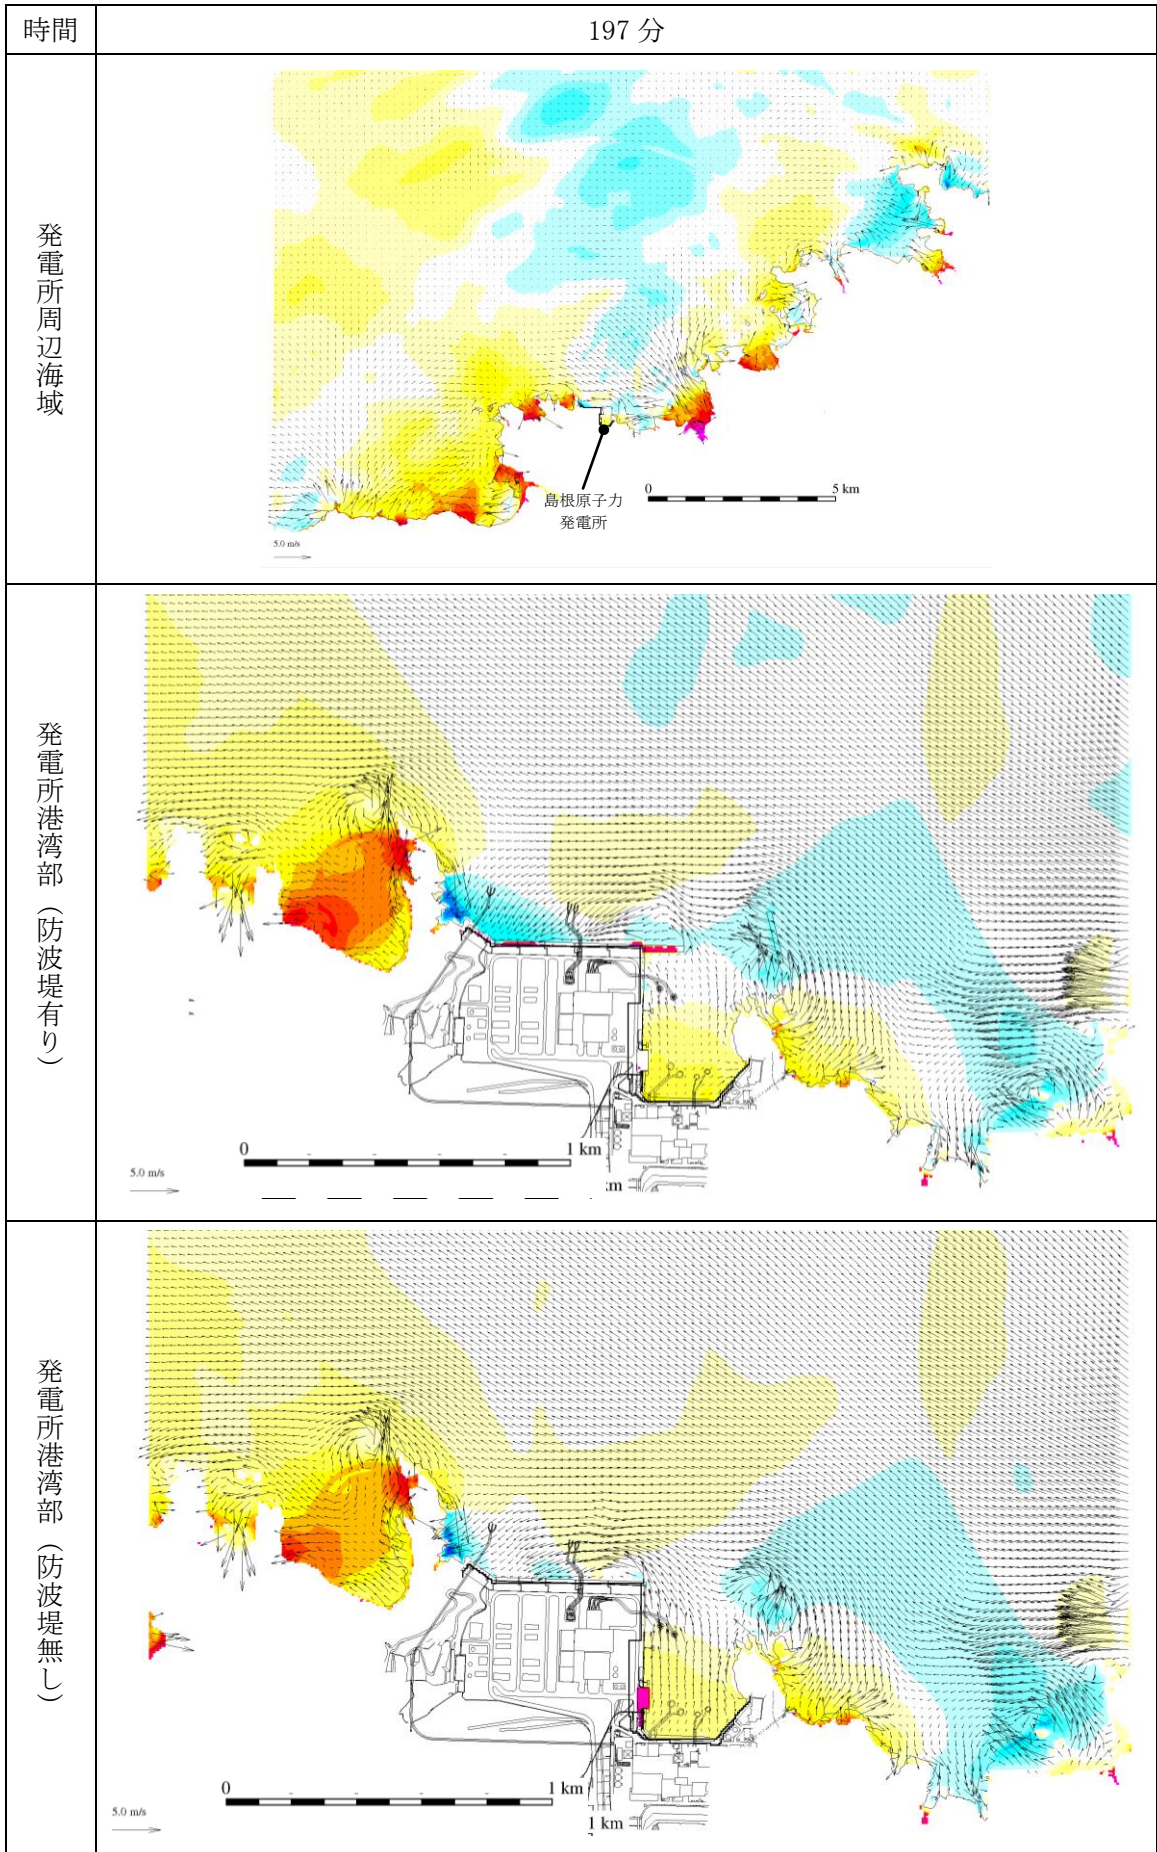 時間
197 分
発電所周辺海域
島根原子力
発電所
0
5 km
5.0 m/s
発電所港湾部（防波堤有り）
0
1 km
5.0 m/s
km
発電所港湾部（防波堤無し）
0
1 km
5.0 m/s
1 km